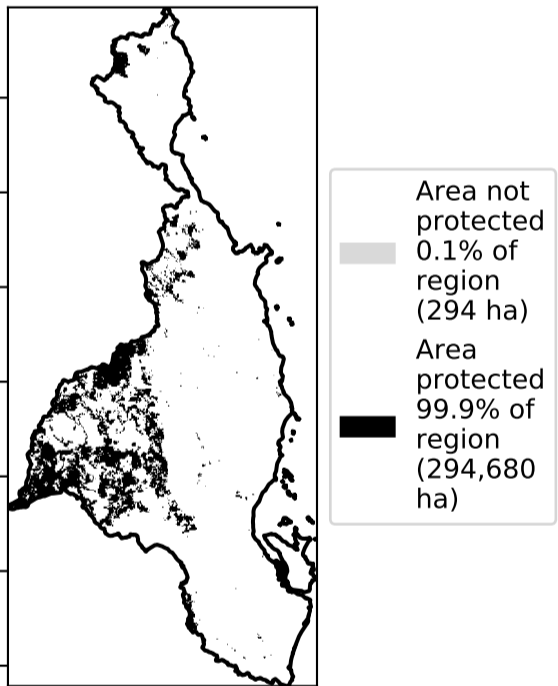 Area not
protected
0.1% of
region
(294 ha)
Area
protected
99.9% of
region
(294,680
ha)